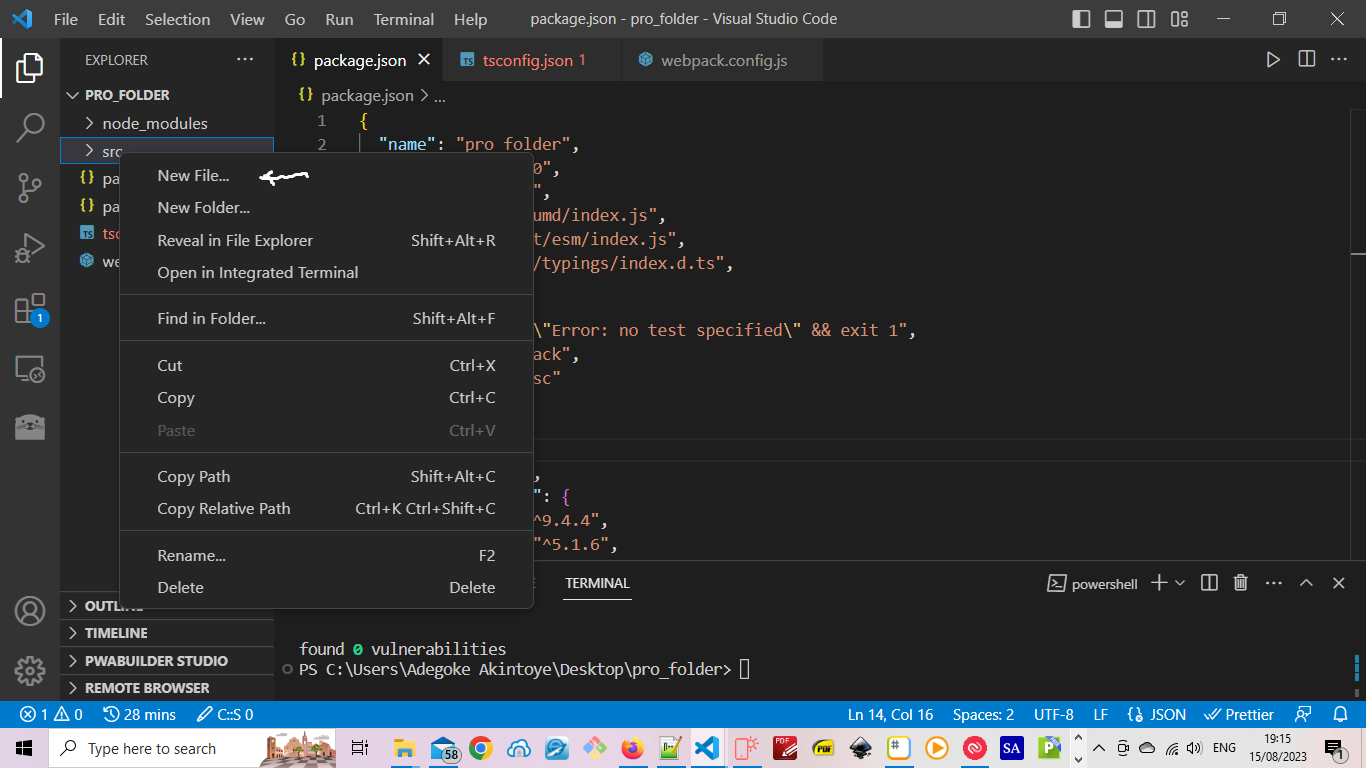 File Edit Selection View Go Run Terminal Help package.json - pro_folder - Visual Studio Code
EXPLORER
package.json
tsconfig.json 1
webpack.config.js
PRO_FOLDER
package.json > ...
node_modules
1 {
src
2 "name": "pro folder",
pa
0",
pa
",
tsc
umd/index.js",
we
t/esm/index.js",
/typings/index.d.ts",
\"Error: no test specified\" && exit 1",
ack",
sc"
",
": {
^9.4.4",
"^5.1.6",
New File...
New Folder...
Reveal in File Explorer Shift+Alt+R
Open in Integrated Terminal
Find in Folder... Shift+Alt+F
Cut Ctrl+X
Copy Ctrl+C
Paste Ctrl+V
Copy Path Shift+Alt+C
Copy Relative Path Ctrl+K Ctrl+Shift+C
Rename... F2
Delete Delete
1
OUTLINE
TIMELINE
PWABUILDER STUDIO
REMOTE BROWSER
TERMINAL
powershell
found 0 vulnerabilities
PS C:\Users\Adegoke Akintoye\Desktop\pro_folder>
1 0 28 mins C::S 0 Ln 14, Col 16 Spaces: 2 UTF-8 LF {} JSON Prettier
Type here to search
58
PDF
PDF
SA
P
ENG
19:15
15/08/2023
1